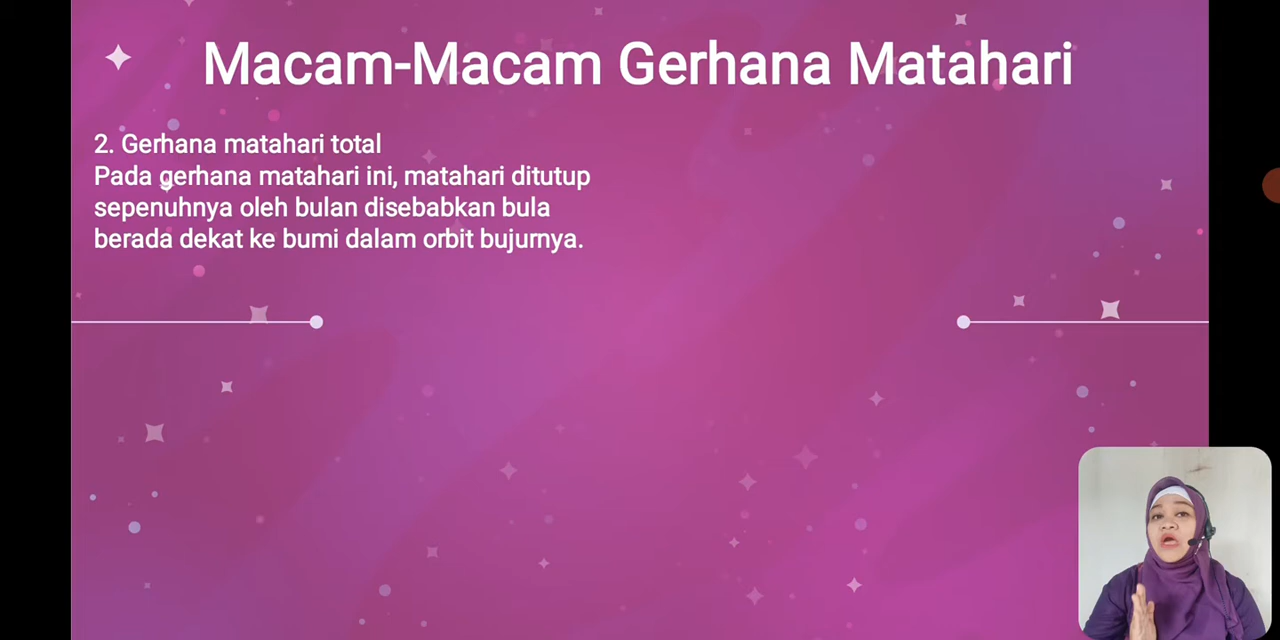 Macam-Macam Gerhana Matahari
2. Gerhana matahari total
Pada gerhana matahari ini, matahari ditutup
sepenuhnya oleh bulan disebabkan bula
berada dekat ke bumi dalam orbit bujurnya.